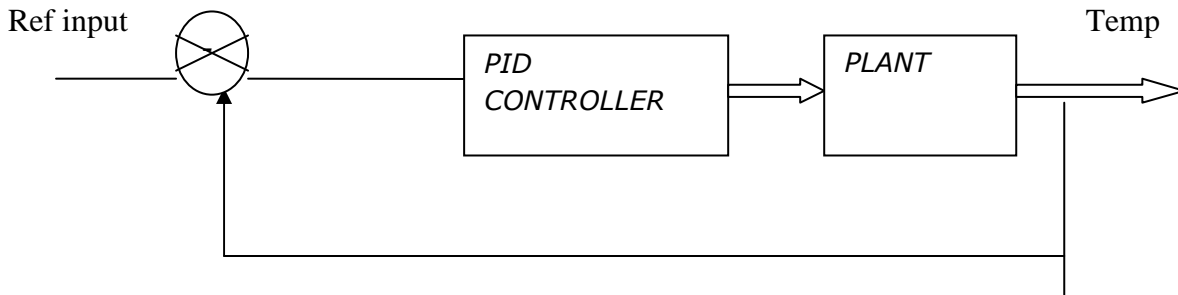 Ref input
Temp
PID
CONTROLLER
PLANT
-